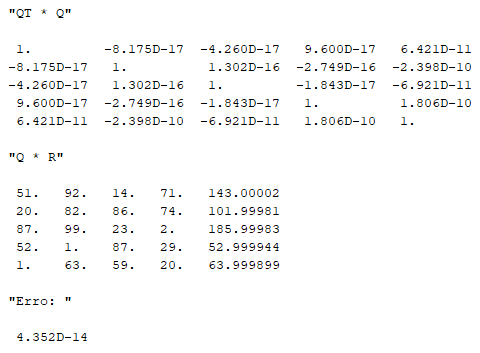 "QT * Q"
1. -8.175D-17 -4.260D-17 9.600D-17 6.421D-11
-8.175D-17 1. 1.302D-16 -2.749D-16 -2.398D-10
-4.260D-17 1.302D-16 1. -1.843D-17 -6.921D-11
9.600D-17 -2.749D-16 -1.843D-17 1. 1.806D-10
6.421D-11 -2.398D-10 -6.921D-11 1.806D-10 1.
"Q * R"
51. 92. 14. 71. 143.00002
20. 82. 86. 74. 101.99981
87. 99. 23. 2. 185.99983
52. 1. 87. 29. 52.999944
1. 63. 59. 20. 63.999899
"Erro: "
4.352D-14